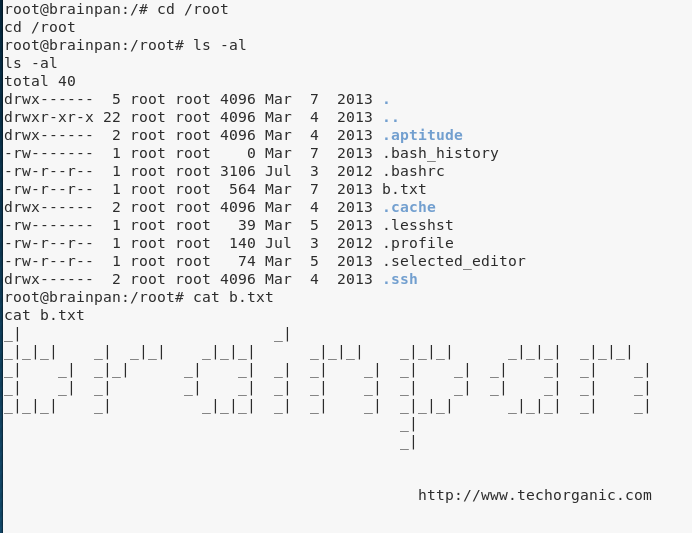 root@brainpan:/# cd /root
cd /root
root@brainpan:/root# ls -al
ls -al
total 40
drwx------  5 root root 4096 Mar  7  2013 .
drwxr-xr-x 22 root root 4096 Mar  4  2013 ..
drwx------  2 root root 4096 Mar  4  2013 .aptitude
-rw-------  1 root root    0 Mar  7  2013 .bash_history
-rw-r--r--  1 root root 3106 Jul  3  2012 .bashrc
-rw-r--r--  1 root root  564 Mar  7  2013 b.txt
drwx------  2 root root 4096 Mar  4  2013 .cache
-rw-------  1 root root   39 Mar  5  2013 .lesshst
-rw-r--r--  1 root root  140 Jul  3  2012 .profile
-rw-r--r--  1 root root   74 Mar  5  2013 .selected_editor
drwx------  2 root root 4096 Mar  4  2013 .ssh
root@brainpan:/root# cat b.txt
cat b.txt
_|                            _|
_|_|_|    _|  _|_|    _|_|_|      _|_|_|    _|_|_|      _|_|_|  _|_|_|
_|    _|  _|_|      _|    _|  _|  _|    _|  _|    _|  _|    _|  _|    _|
_|    _|  _|        _|    _|  _|  _|    _|  _|    _|  _|    _|  _|    _|
_|_|_|    _|          _|_|_|  _|  _|    _|  _|_|_|      _|_|_|  _|    _|
                                            _|
                                            _|
http://www.techorganic.com